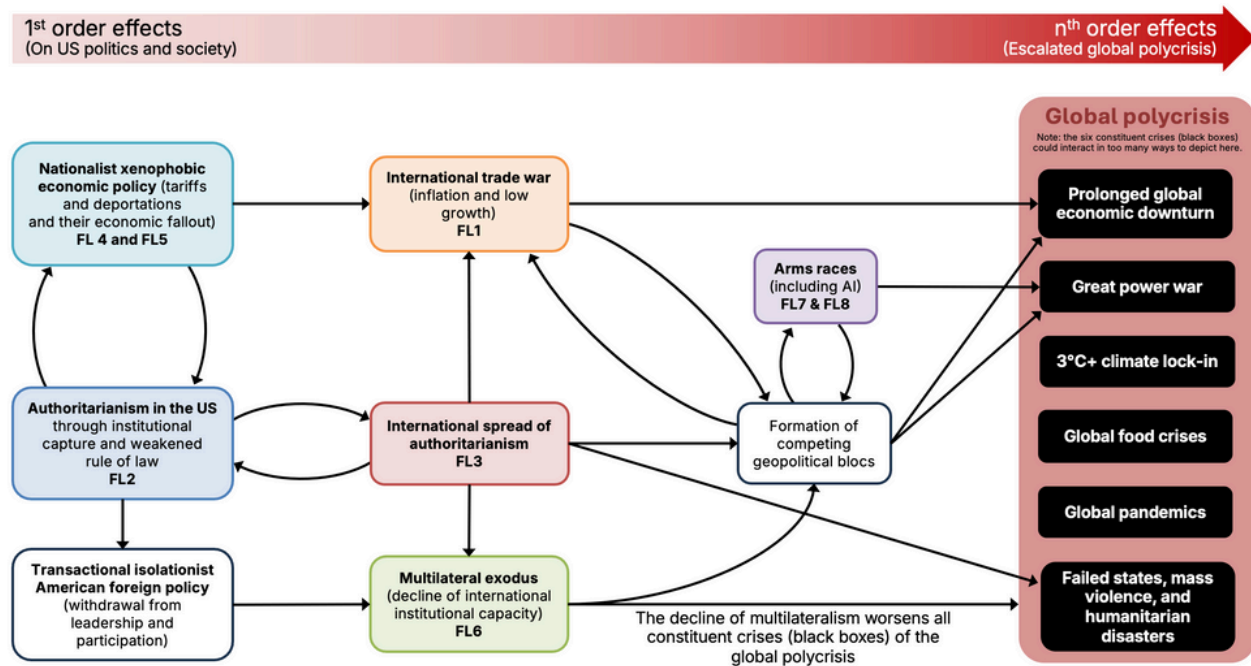 1st order effects
(On US politics and society)
nth order effects
(Escalated global polycrisis)
Global polycrisis
Note: the six constituent crises (black boxes)
could interact in too many ways to depict here.
Nationalist xenophobic
economic policy (tariffs
and deportations
and their economic fallout)
FL 4 and FL5
International trade war
(inflation and low
growth)
FL1
Prolonged global
economic downturn
Arms races
(including AI)
FL7 & FL8
Great power war
3°C+ climate lock-in
Authoritarianism in the US
through institutional
capture and weakened
rule of law
FL2
International spread of
authoritarianism
FL3
Formation of
competing
geopolitical blocs
Global food crises
Global pandemics
Transactional isolationist
American foreign policy
(withdrawal from
leadership and
participation)
Multilateral exodus
(decline of international
institutional capacity)
FL6
The decline of multilateralism worsens all
constituent crises (black boxes) of the
global polycrisis
Failed states, mass
violence, and
humanitarian
disasters